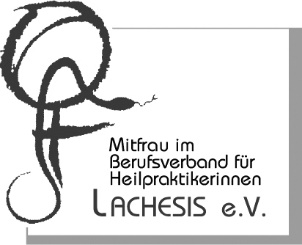 Mitfrau im
Berufsverband für
Heilpraktikerinnen
LACHESIS e.V.